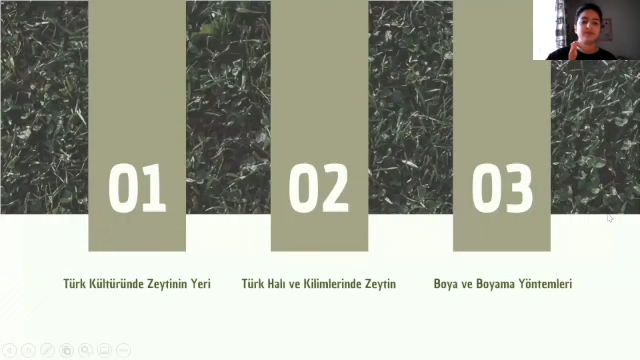 01
02
03
Türk Kültüründe Zeytinin Yeri
Türk Halı ve Kilimlerinde Zeytin
Boya ve Boyama Yöntemleri